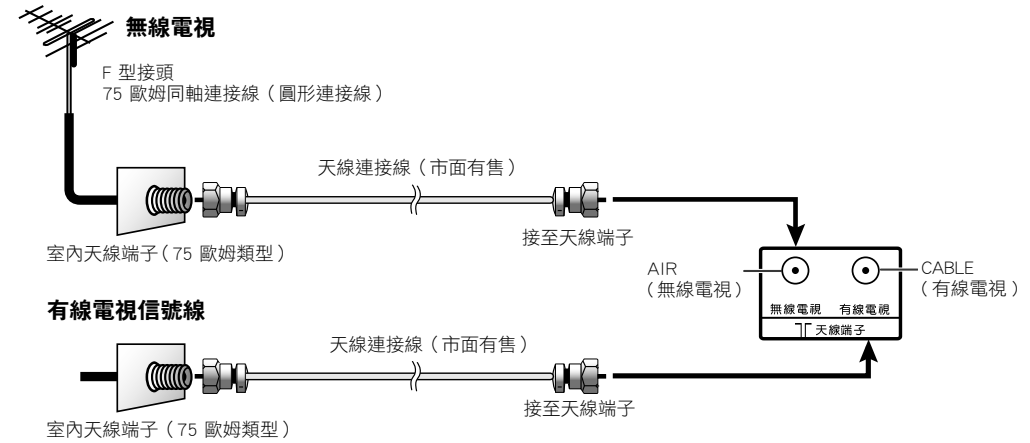 無線電視
F 型接頭
75 歐姆同軸連接線（圓形連接線）
天線連接線（市面有售）
室內天線端子（75 歐姆類型）
接至天線端子
AIR
（無線電視）
CABLE
（有線電視）
無線電視 有線電視
天線端子
有線電視信號線
天線連接線（市面有售）
接至天線端子
室內天線端子（75 歐姆類型）